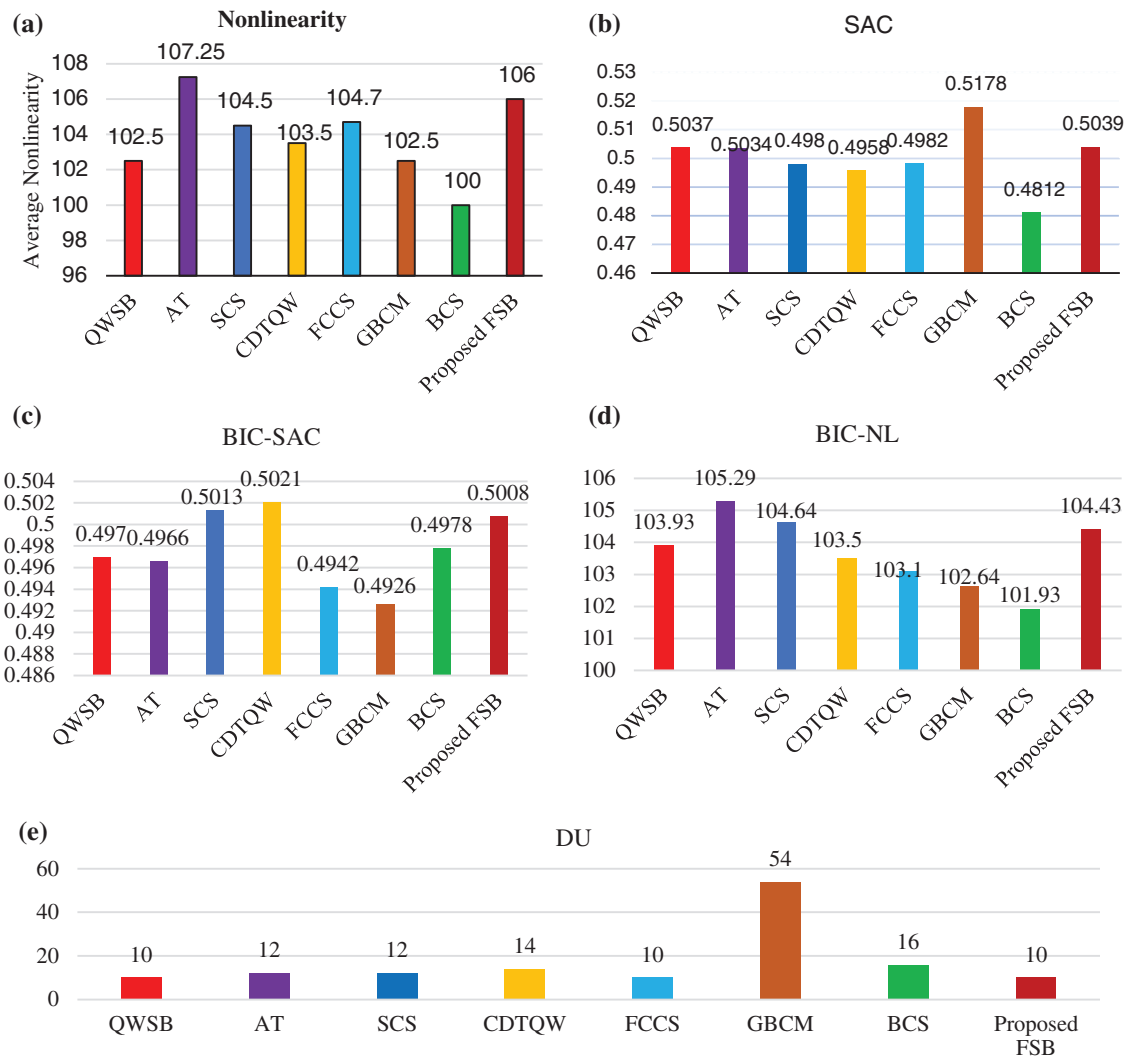 (a)
Nonlinearity
Average Nonlinearity
108
106
104
102
100
98
96
102.5
107.25
104.5
103.5
104.7
102.5
100
106
QWSB
AT
SCS
CDTQW
FCCS
GBCM
BCS
Proposed FSB
(b)
SAC
0.53
0.52
0.51
0.5
0.49
0.48
0.47
0.46
0.5037
0.5034
0.498
0.4958
0.4982
0.5178
0.4812
0.5039
QWSB
AT
SCS
CDTQW
FCCS
GBCM
BCS
Proposed FSB
(c)
BIC-SAC
0.504
0.502
0.5
0.498
0.496
0.494
0.492
0.49
0.488
0.486
0.497
0.4966
0.5013
0.5021
0.4942
0.4926
0.4978
0.5008
QWSB
AT
SCS
CDTQW
FCCS
GBCM
BCS
Proposed FSB
(d)
BIC-NL
106
105
104
103
102
101
100
103.93
105.29
104.64
103.5
103.1
102.64
101.93
104.43
QWSB
AT
SCS
CDTQW
FCCS
GBCM
BCS
Proposed FSB
(e)
DU
60
40
20
0
10
12
12
14
10
54
16
10
QWSB
AT
SCS
CDTQW
FCCS
GBCM
BCS
Proposed
FSB